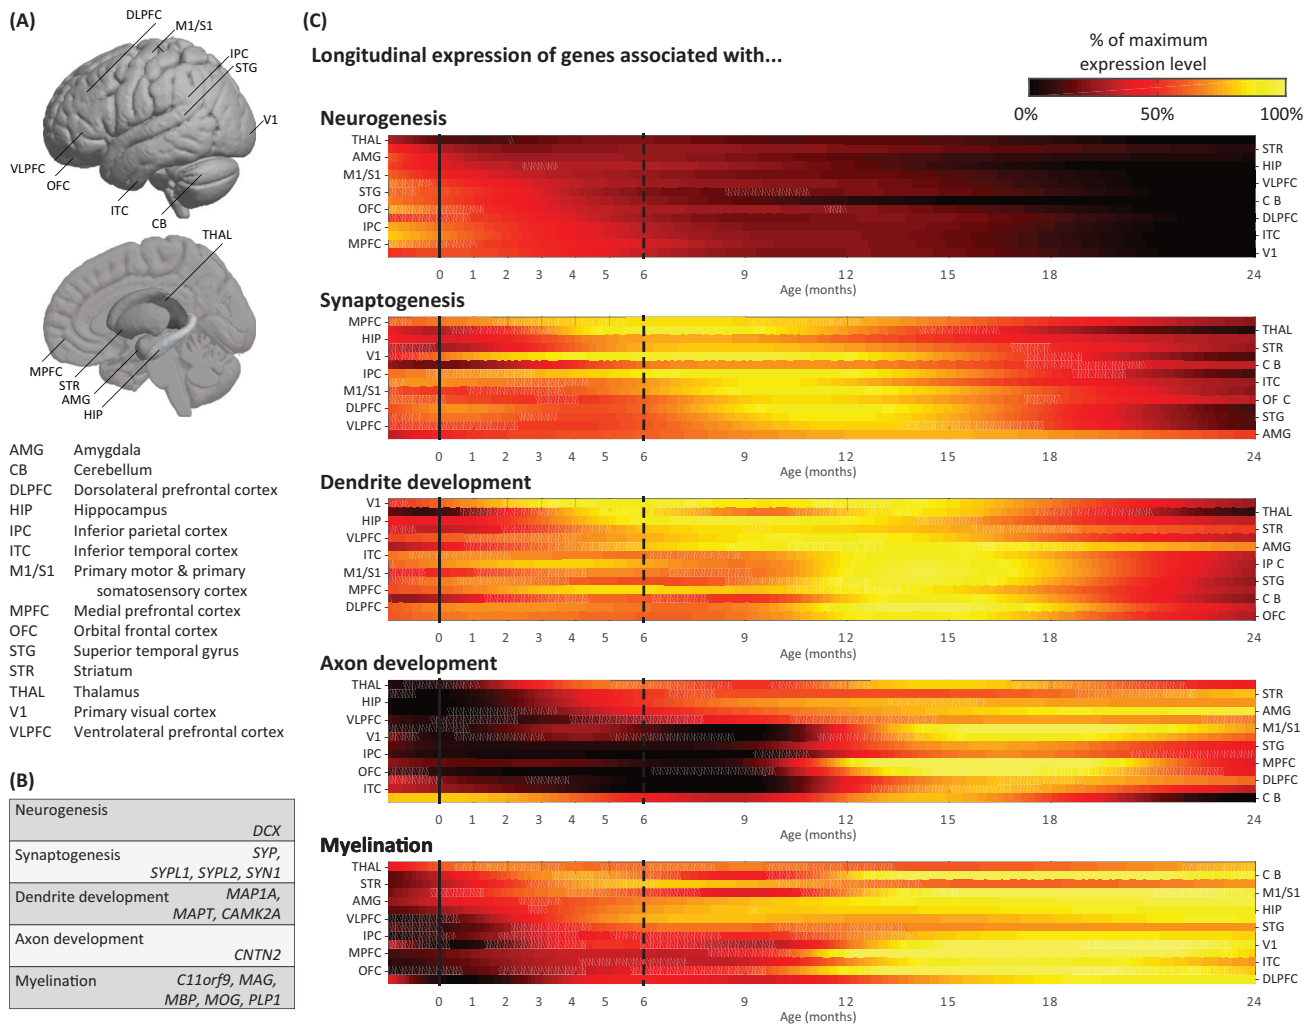 (A)
DLPFC
M1/S1
IPC
STG
V1
VLPFC
OFC
ITC
CB
THAL
MPFC
STR
AMG
HIP
AMG Amygdala
CB Cerebellum
DLPFC Dorsolateral prefrontal cortex
HIP Hippocampus
IPC Inferior parietal cortex
ITC Inferior temporal cortex
M1/S1 Primary motor & primary
somatosensory cortex
MPFC Medial prefrontal cortex
OFC Orbital frontal cortex
STG Superior temporal gyrus
STR Striatum
THAL Thalamus
V1 Primary visual cortex
VLPFC Ventrolateral prefrontal cortex
(B)
Neurogenesis
DCX
Synaptogenesis SYP,
SYPL1, SYPL2, SYN1
Dendrite development MAP1A,
MAPT, CAMK2A
Axon development
CNTN2
Myelination C11orf9, MAG,
MBP, MOG, PLP1
(C)
Longitudinal expression of genes associated with...
% of maximum
expression level
0% 50% 100%
Neurogenesis
THAL
STR
AMG
HIP
M1/S1
VLPFC
STG
C B
OFC
DLPFC
IPC
ITC
MPFC
V1
0 1 2 3 4 5 6 9 12 15 18 24
Age (months)
Synaptogenesis
MPFC
THAL
HIP
STR
V1
C B
IPC
ITC
M1/S1
OF C
DLPFC
STG
VLPFC
AMG
0 1 2 3 4 5 6 9 12 15 18 24
Age (months)
Dendrite development
V1
THAL
HIP
STR
VLPFC
AMG
ITC
IP C
M1/S1
STG
MPFC
C B
DLPFC
OFC
0 1 2 3 4 5 6 9 12 15 18 24
Age (months)
Axon development
THAL
STR
HIP
AMG
VLPFC
M1/S1
V1
STG
IPC
MPFC
OFC
DLPFC
ITC
C B
0 1 2 3 4 5 6 9 12 15 18 24
Age (months)
Myelination
THAL
C B
STR
M1/S1
AMG
HIP
VLPFC
STG
IPC
V1
MPFC
ITC
OFC
DLPFC
0 1 2 3 4 5 6 9 12 15 18 24
Age (months)